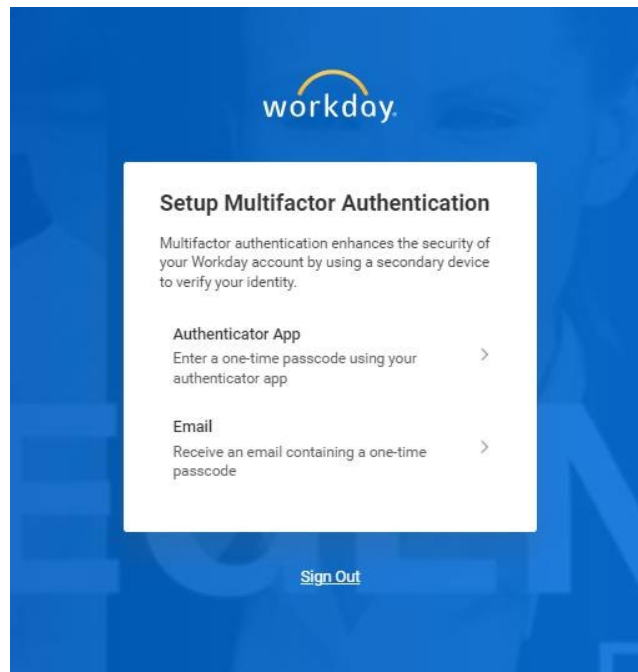 workday.
Setup Multifactor Authentication
Multifactor authentication enhances the security of
your Workday account by using a secondary device
to verify your identity.
Authenticator App
Enter a one-time passcode using your
authenticator app
Email
Receive an email containing a one-time
passcode
Sign Out